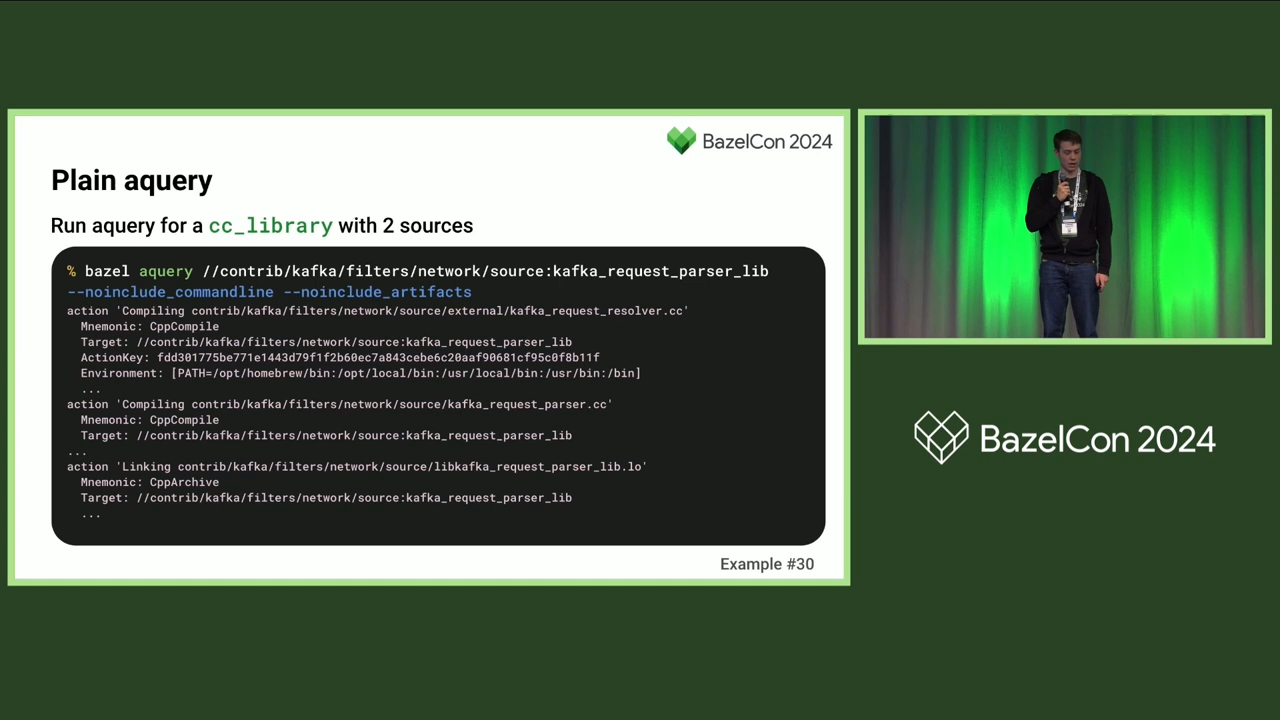 BazelCon 2024
Plain aquery
Run aquery for a cc_library with 2 sources
% bazel aquery //contrib/kafka/filters/network/source:kafka_request_parser_lib
--noinclude_commandline --noinclude_artifacts
action 'Compiling contrib/kafka/filters/network/source/external/kafka_request_resolver.cc'
Mnemonic: CppCompile
Target: //contrib/kafka/filters/network/source:kafka_request_parser_lib
ActionKey: fdd301775be771e1443d79f1f2b60ec7a843cebe6c20aaf90681cf95c0f8b11f
Environment: [PATH=/opt/homebrew/bin:/opt/local/bin:/usr/local/bin:/usr/bin:/bin]
...
action 'Compiling contrib/kafka/filters/network/source/kafka_request_parser.cc'
Mnemonic: CppCompile
Target: //contrib/kafka/filters/network/source:kafka_request_parser_lib
...
action 'Linking contrib/kafka/filters/network/source/libkafka_request_parser_lib.lo'
Mnemonic: CppArchive
Target: //contrib/kafka/filters/network/source:kafka_request_parser_lib
...
Example #30
BazelCon 2024